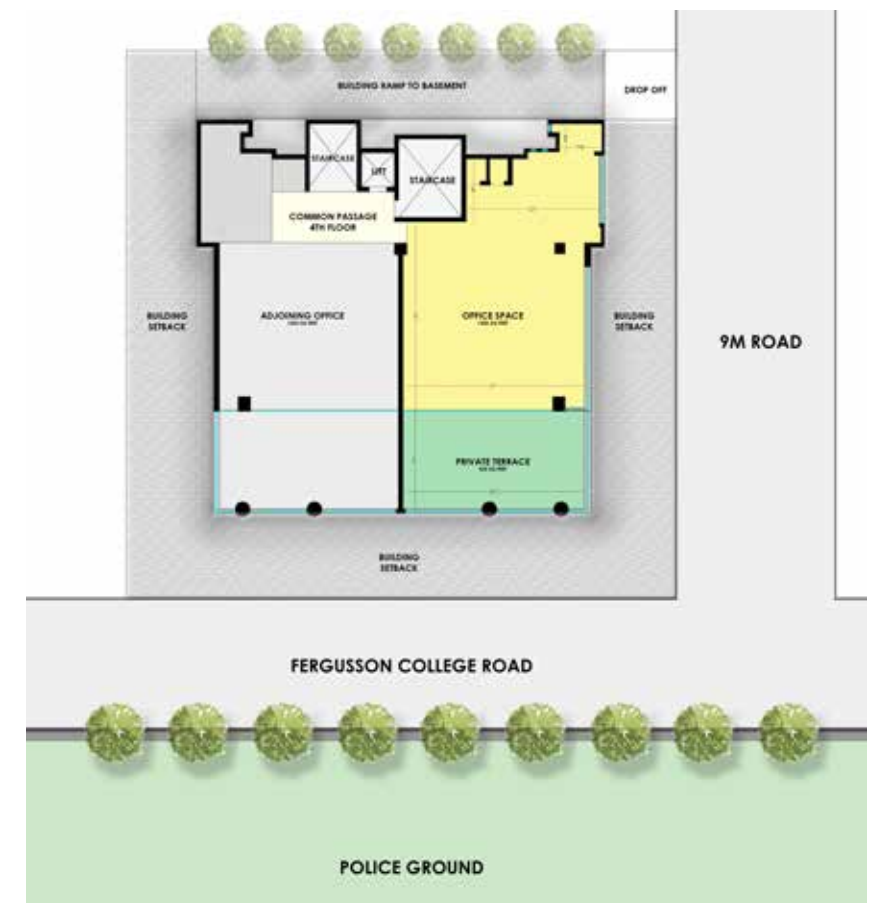 BUILDING RAMP TO BASEMENT
DROP OFF
STAIRCASE
LIFT
STAIRCASE
COMMON PASSAGE
4TH FLOOR
BUILDING
SETBACK
ADJOINING OFFICE
OFFICE SPACE
BUILDING
SETBACK
9M ROAD
PRIVATE TERRACE
BUILDING
SETBACK
FERGUSSON COLLEGE ROAD
POLICE GROUND